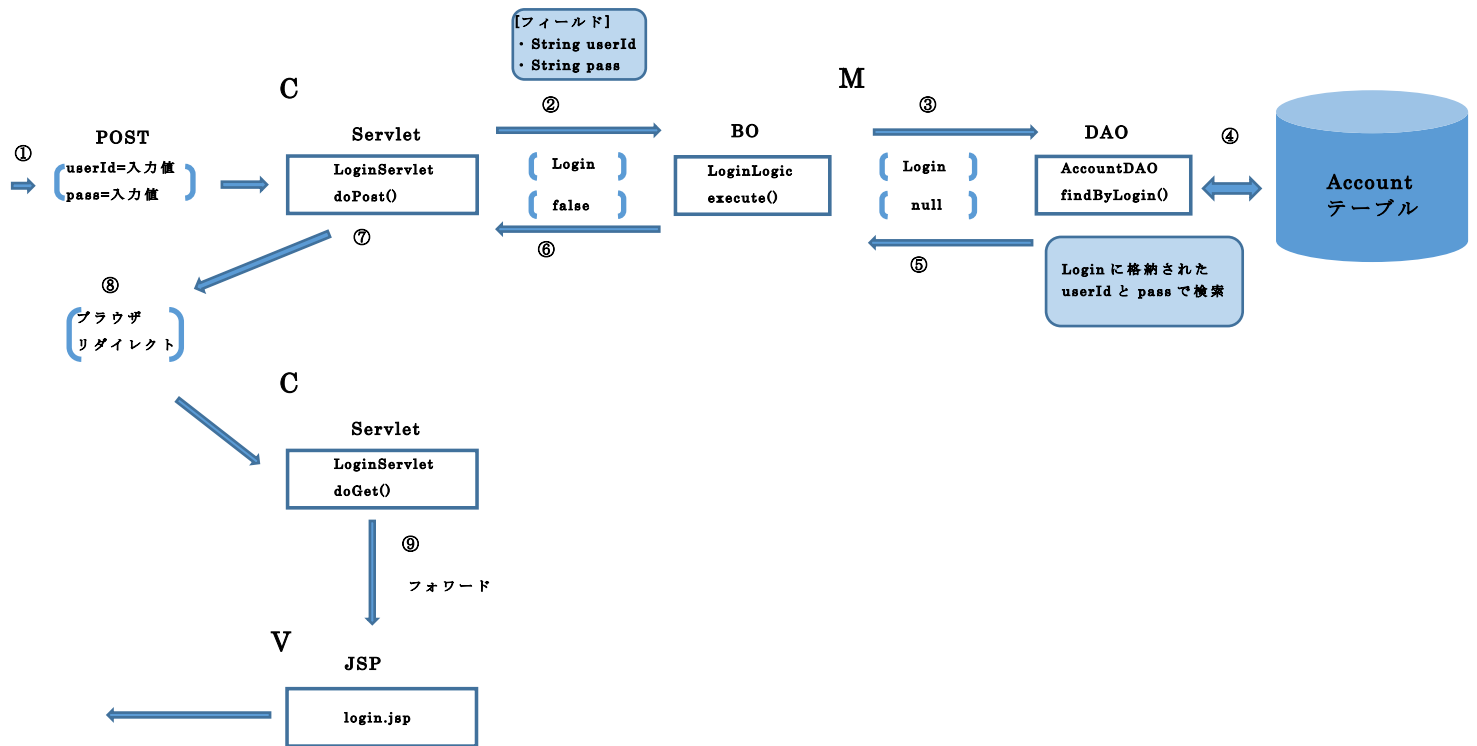 [フィールド]
・String userId
・String pass
C
M
②
③
①
POST
userId=入力値
pass=入力値
Servlet
LoginServlet
doPost()
Login
false
BO
LoginLogic
execute()
Login
null
DAO
AccountDAO
findByLogin()
④
Account
テーブル
⑦
⑥
⑤
Loginに格納された
userIdとpassで検索
⑧
ブラウザ
リダイレクト
C
Servlet
LoginServlet
doGet()
⑨
フォワード
V
JSP
login.jsp